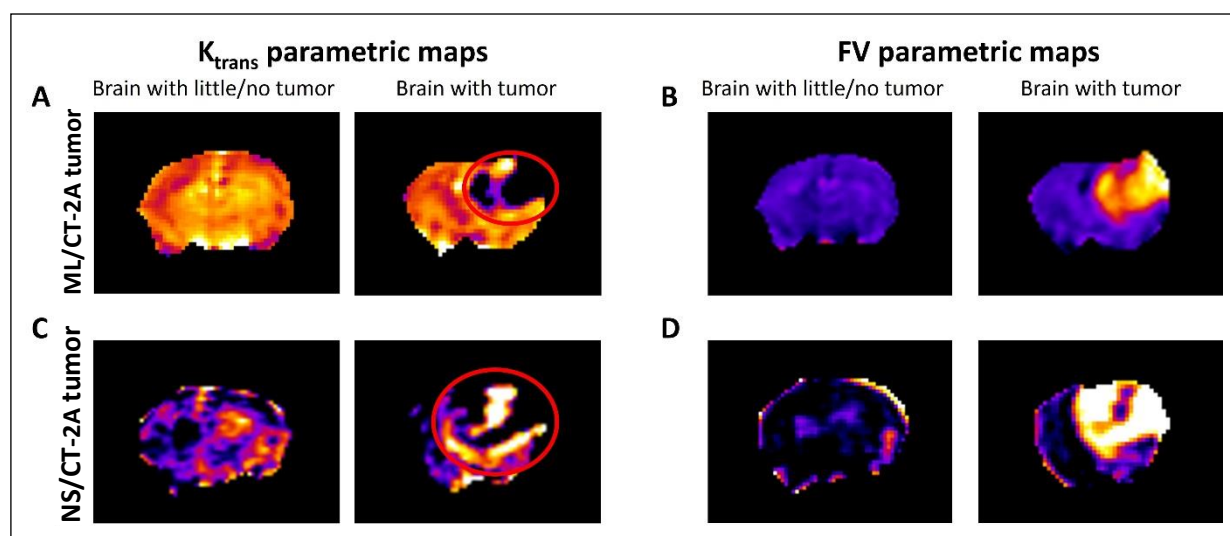 K_trans parametric maps
FV parametric maps
Brain with little/no tumor
Brain with tumor
Brain with little/no tumor
Brain with tumor
A
B
ML/CT-2A tumor
C
D
NS/CT-2A tumor